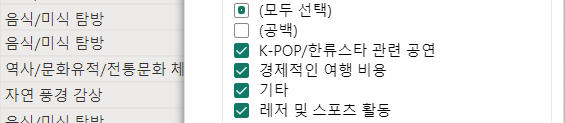 음식/미식 탐방
음식/미식 탐방
역사/문화유적/전통문화 체
자연 풍경 감상
음식/미식 탐방
(모두 선택)
(공백)
K-POP/한류스타 관련 공연
경제적인 여행 비용
기타
레저 및 스포츠 활동